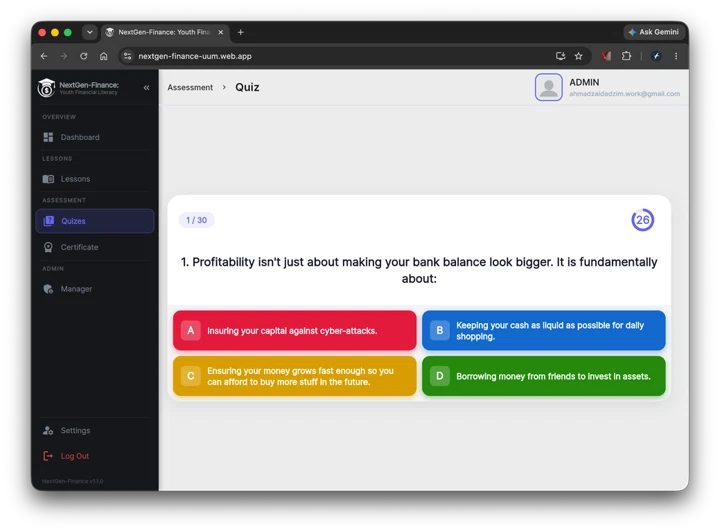 NextGen-Finance: Youth Fina
Ask Gemini
nextgen-finance-uum.web.app
NextGen-Finance:
Youth Financial Literacy
Assessment > Quiz
ADMIN
ahmadzaidadzim.work@gmail.com
OVERVIEW
Dashboard
LESSONS
Lessons
ASSESSMENT
Quizes
Certificate
ADMIN
Manager
Settings
Log Out
NextGen-Finance v1.1.0
1 / 30
26
1. Profitability isn't just about making your bank balance look bigger. It is fundamentally
about:
A Insuring your capital against cyber-attacks.
B Keeping your cash as liquid as possible for daily
shopping.
C Ensuring your money grows fast enough so you
can afford to buy more stuff in the future.
D Borrowing money from friends to invest in assets.